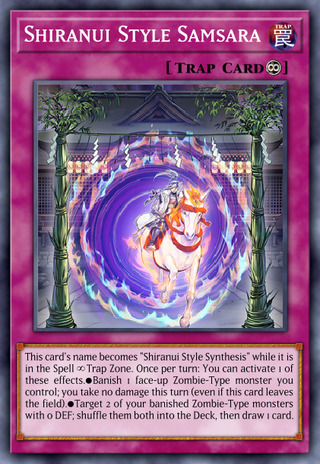 Shiranui Style Samsara
TRAP
罠
[ Trap Card∞]
This card's name becomes "Shiranui Style Synthesis" while it is
in the Spell ∞ Trap Zone. Once per turn: You can activate 1 of
these effects.●Banish 1 face-up Zombie-Type monster you
control; you take no damage this turn (even if this card leaves
the field).●Target 2 of your banished Zombie-Type monsters
with 0 DEF; shuffle them both into the Deck, then draw 1 card.